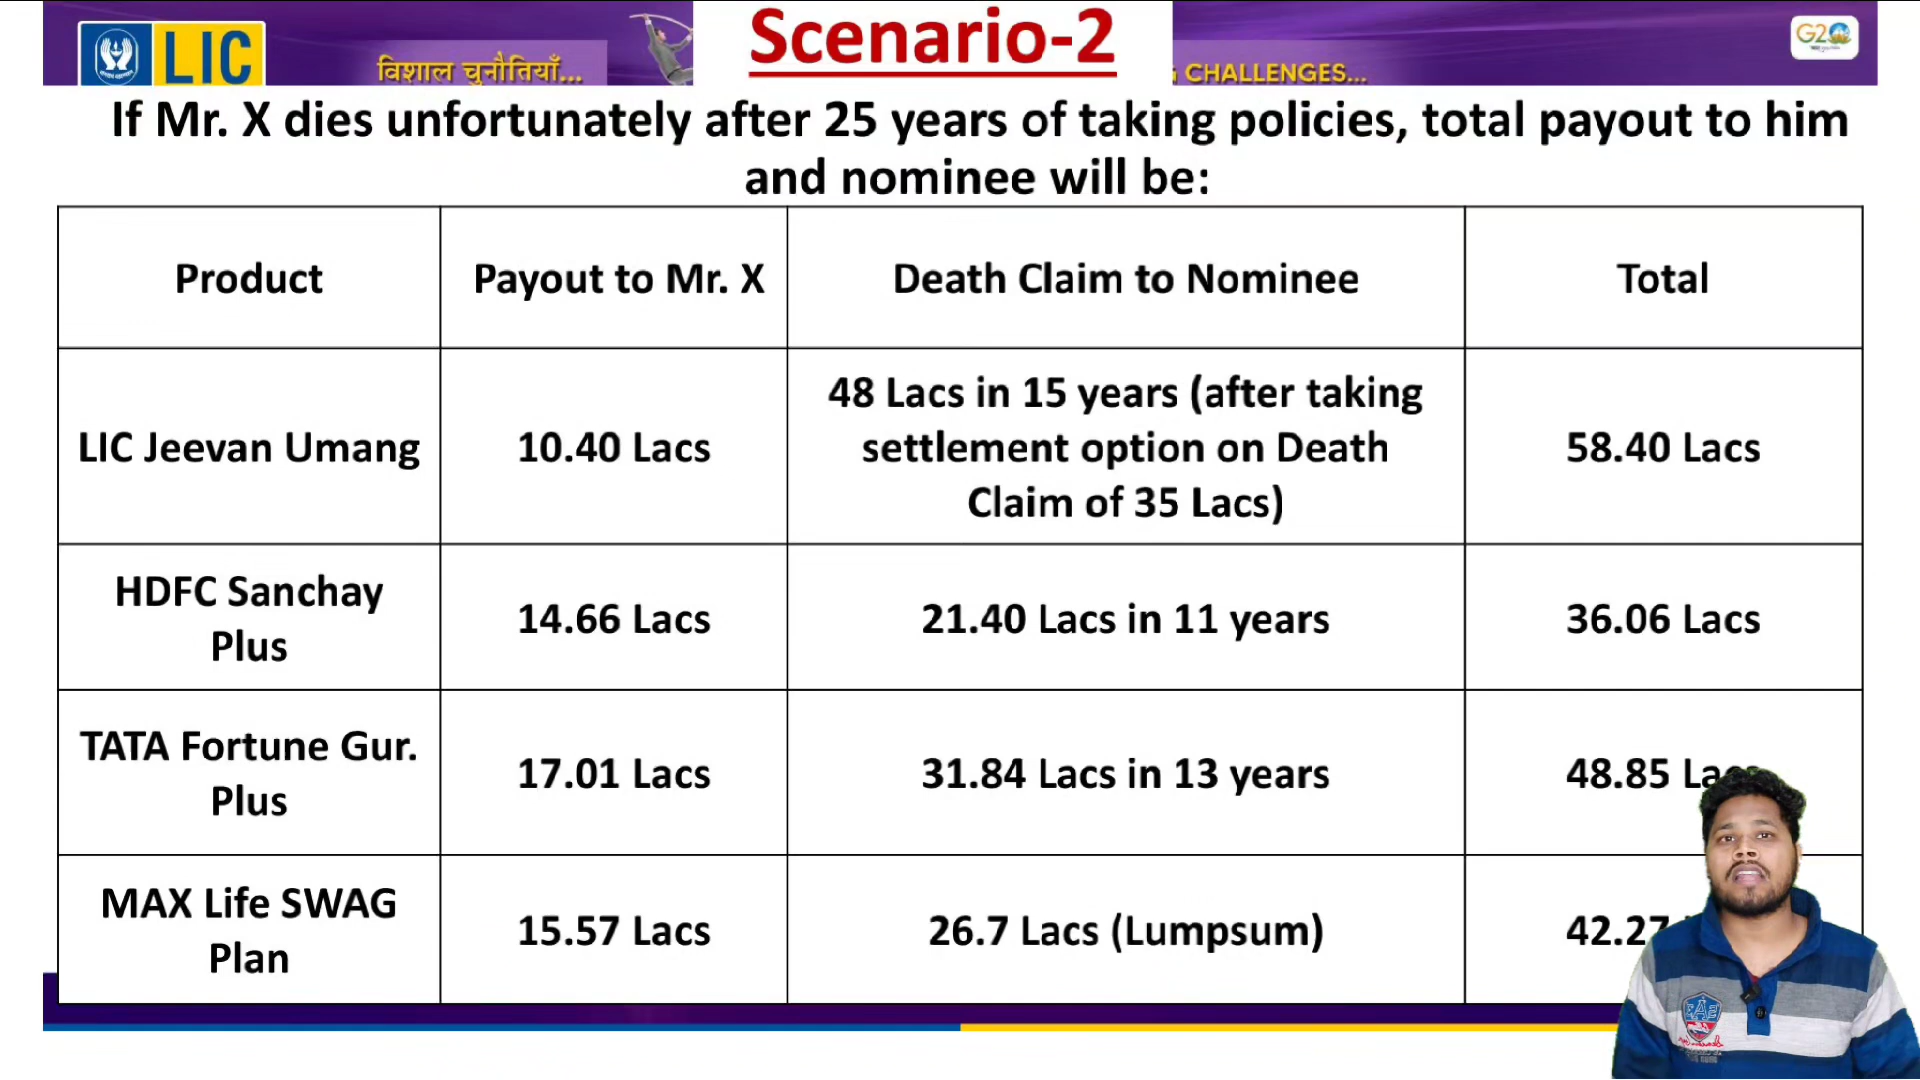 LIC
विशाल चुनौतियाँ...
Scenario-2
CHALLENGES...
G20
If Mr. X dies unfortunately after 25 years of taking policies, total payout to him
and nominee will be:
Product
Payout to Mr. X
Death Claim to Nominee
Total
LIC Jeevan Umang
10.40 Lacs
48 Lacs in 15 years (after taking
settlement option on Death
Claim of 35 Lacs)
58.40 Lacs
HDFC Sanchay
Plus
14.66 Lacs
21.40 Lacs in 11 years
36.06 Lacs
TATA Fortune Gur.
Plus
17.01 Lacs
31.84 Lacs in 13 years
48.85
MAX Life SWAG
Plan
15.57 Lacs
26.7 Lacs (Lumpsum)
42.27